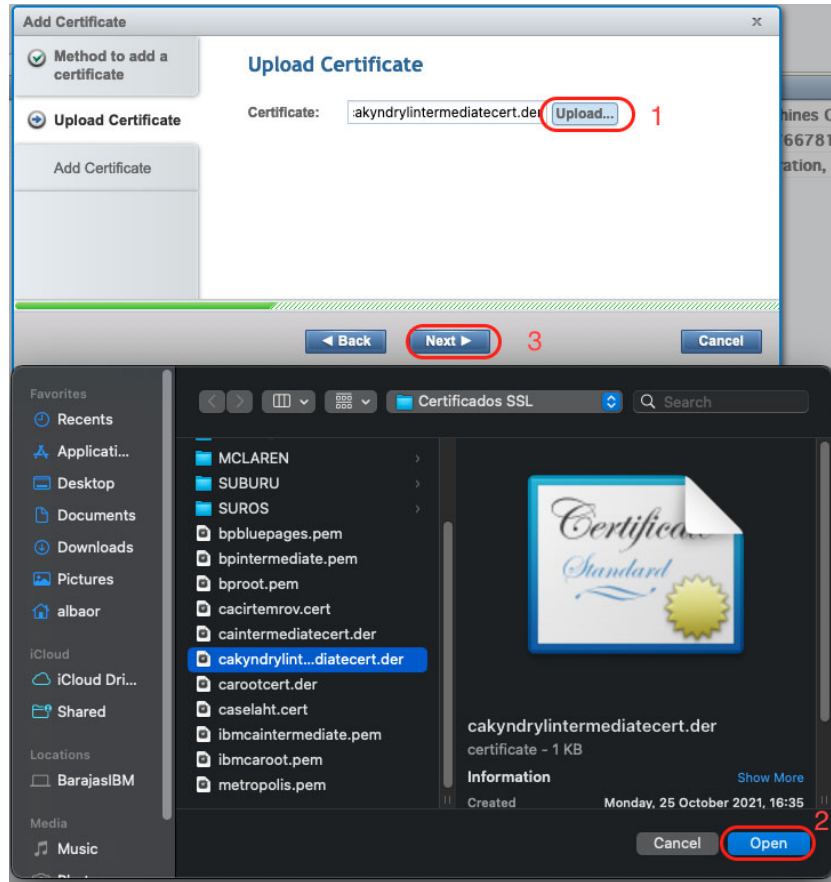 Add Certificate x
Method to add a
certificate
Upload Certificate
Add Certificate
Upload Certificate
Certificate: akyndrylintermediatecert.der Upload... 1
hines
66781
ation,
◄ Back Next ► 3 Cancel
Favorites
Recents
Applicati...
Desktop
Documents
Downloads
Pictures
albaor
iCloud
iCloud Dri...
Shared
Locations
BarajasIBM
Media
Music
Certificados SSL
Search
MCLAREN
SUBURU
SUROS
bpbluepages.pem
bpintermediate.pem
bproot.pem
cacirtemrov.cert
caintermediatecert.der
cakyndrylint...diatecert.der
carootcert.der
caselaht.cert
ibmcaintermediate.pem
ibmcaroot.pem
metropolis.pem
Standard
cakyndrylintermediatecert.der
certificate - 1 KB
Information Show More
Created Monday, 25 October 2021, 16:35
2
Cancel Open